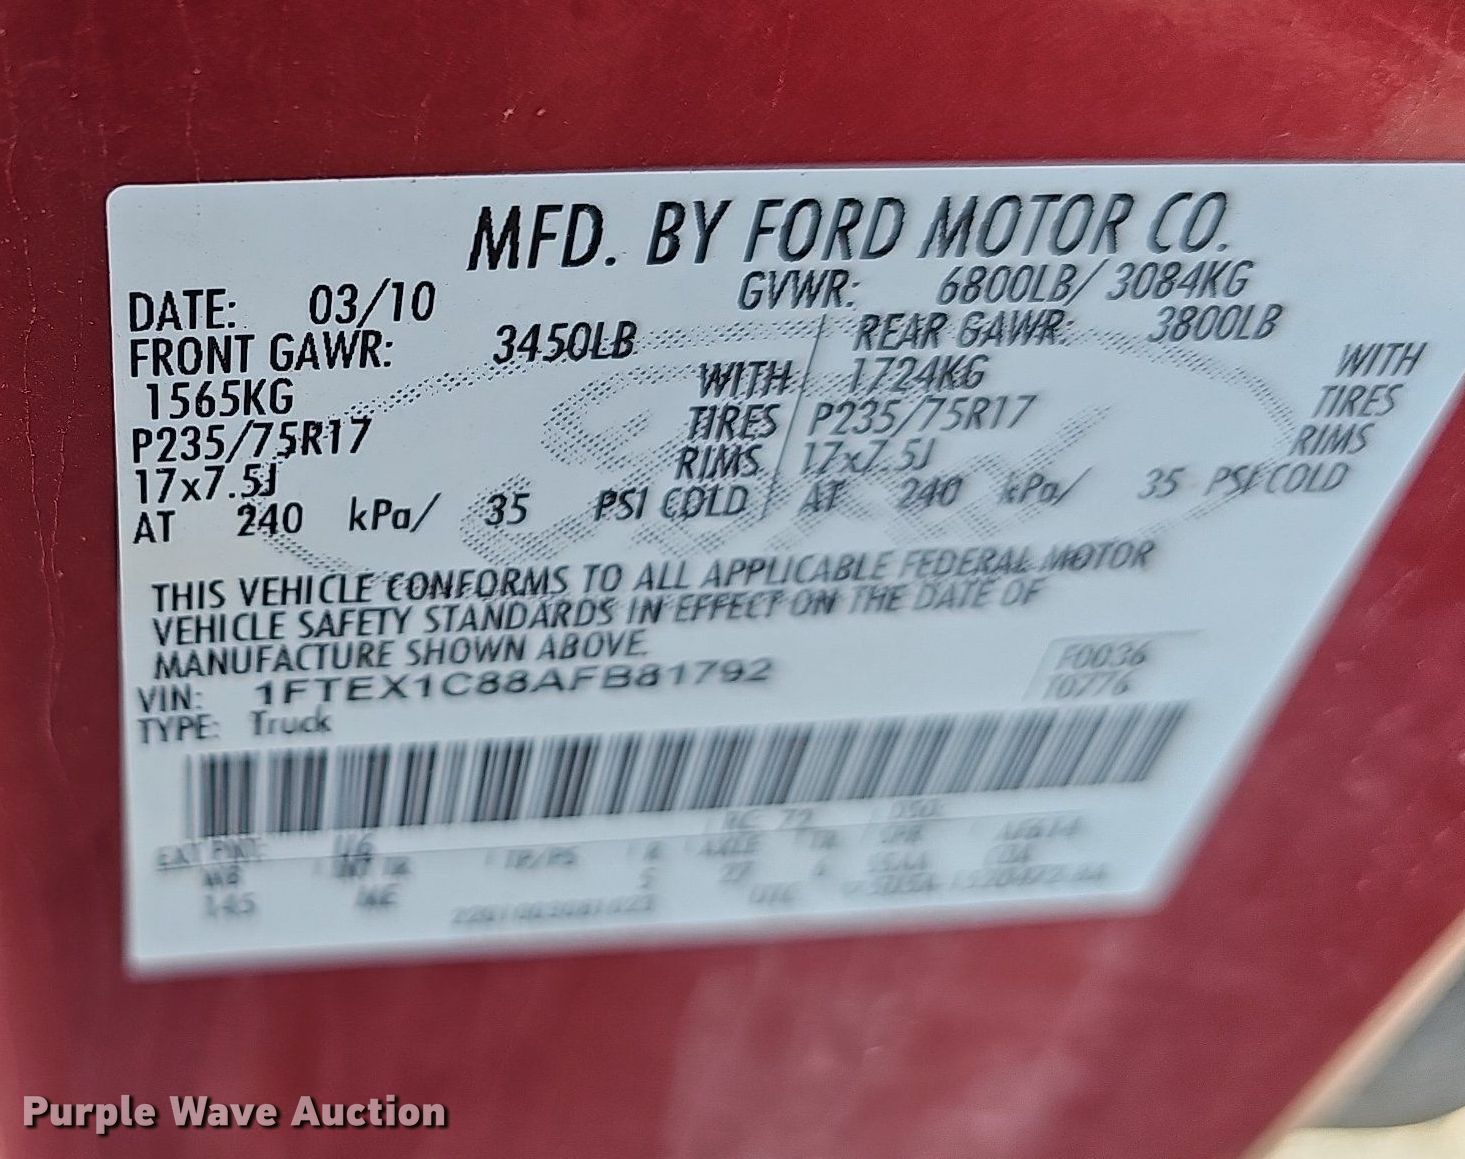 MFD. BY FORD MOTOR CO.
DATE: 03/10 GVWR: 6800LB/ 3084KG
FRONT GAWR: 3450LB REAR GAWR: 3800LB
1565KG WITH 1724KG WITH
P235/75R17 TIRES P235/75R17 TIRES
17x7.5J RIMS 17x7.5J RIMS
AT 240 kPa/ 35 PSI COLD AT 240 kPa/ 35 PSI COLD
THIS VEHICLE CONFORMS TO ALL APPLICABLE FEDERAL MOTOR
VEHICLE SAFETY STANDARDS IN EFFECT ON THE DATE OF
MANUFACTURE SHOWN ABOVE.
VIN: 1FTEX1C88AFB81792
F0036
T0776
TYPE: Truck
EXT PNT:
145
Purple Wave Auction